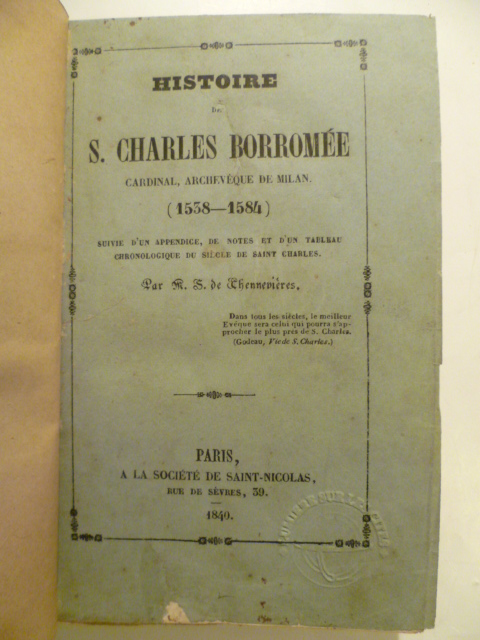 HISTOIRE
DE
S. CHARLES BORROMÉE
CARDINAL, ARCHEVÊQUE DE MILAN.
(1538—1584)
SUIVIE D'UN APPENDICE, DE NOTES ET D'UN TABLEAU
CHRONOLOGIQUE DU SIÈCLE DE SAINT CHARLES.
Par M. S. de Chennevières.
Dans tous les siècles, le meilleur
Evéque sera celui qui pourra s'ap-
procher le plus près de S. Charles.
(Godeau, Vie de S. Charles.)
PARIS,
A LA SOCIÉTÉ DE SAINT-NICOLAS,
RUE DE SÈVRES, 39.
1840.